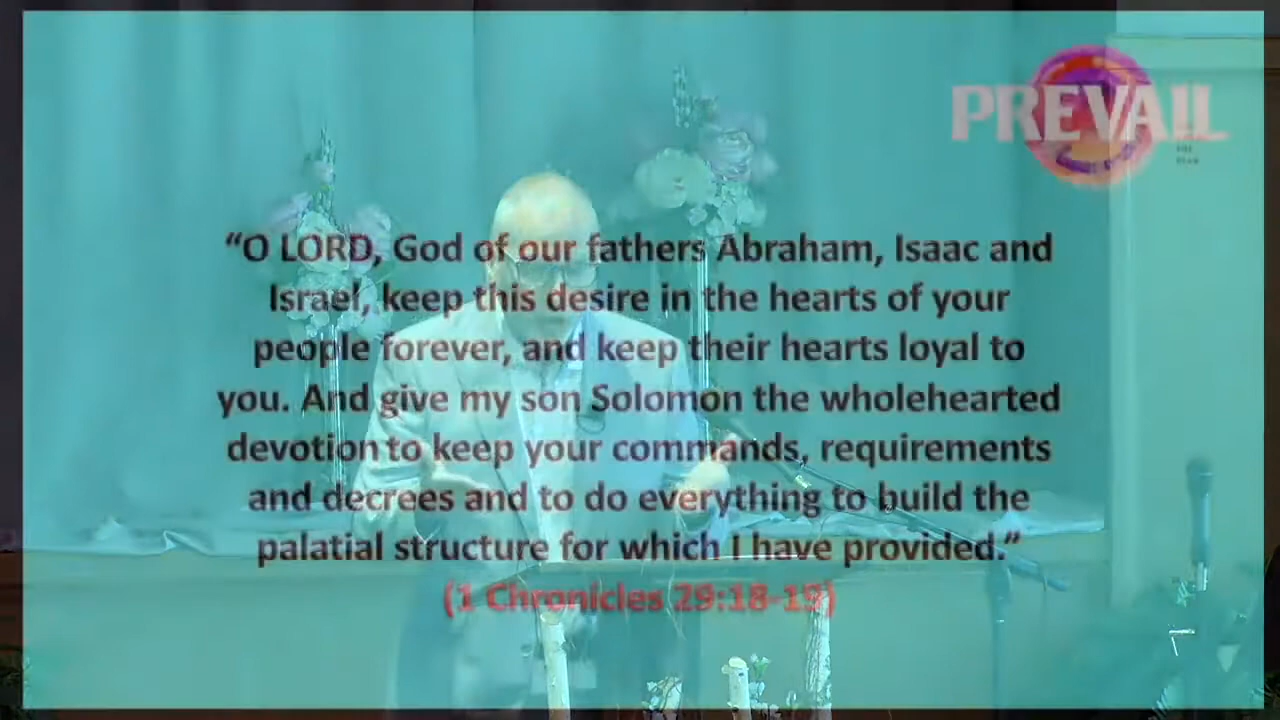 PREVAIL
“O LORD, God of our fathers Abraham, Isaac and
Israel, keep this desire in the hearts of your
people forever, and keep their hearts loyal to
you. And give my son Solomon the wholehearted
devotion to keep your commands, requirements
and decrees and to do everything to build the
palatial structure for which I have provided.”
(1 Chronicles 29:18-19)